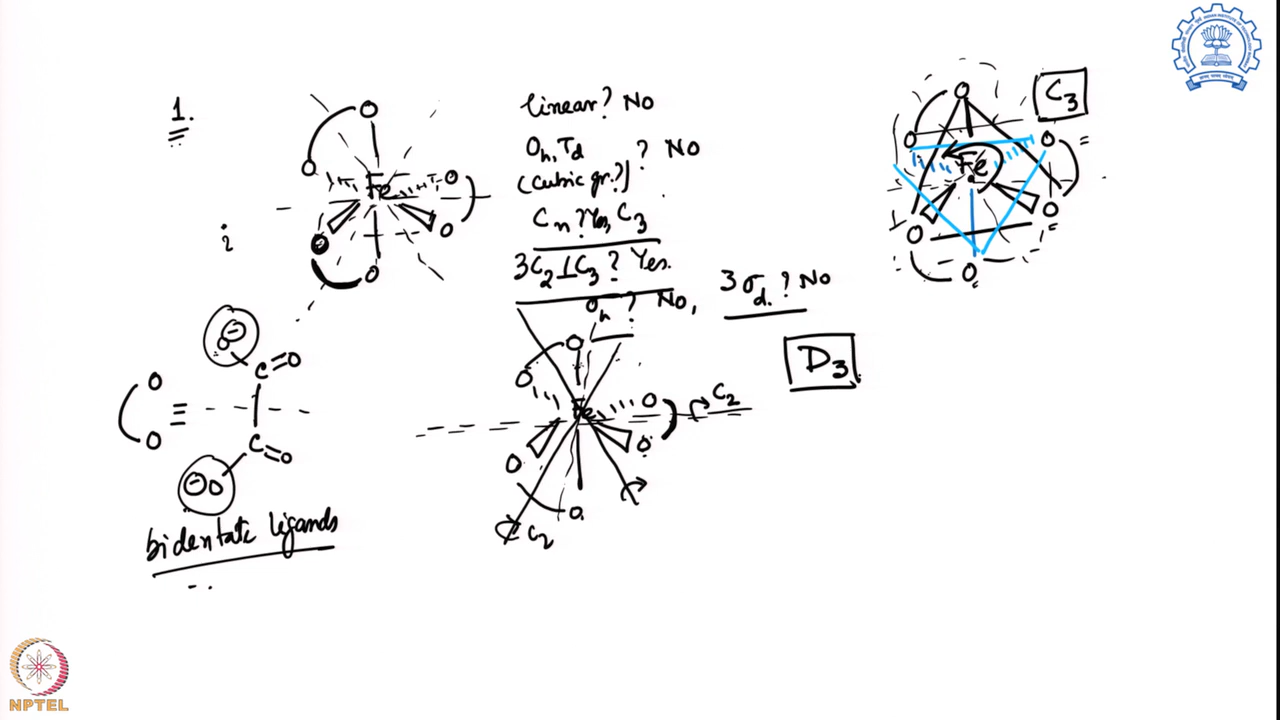 1.
O
O
Fe
O
O
O
O
linear? No
Oh, Td
(Cubic gr.?) ? No
Cn? Yes, C3
3C2 ⊥ C3? Yes.
σh? No, 3σd.? No
D3
C3
O
O
O
Fe
O
O
O
i
O
O
≡
⊖O
C=O
C=O
⊖O
bidentate ligands
O
O
O
Fe
C2
O
O
O
C2
NPTEL